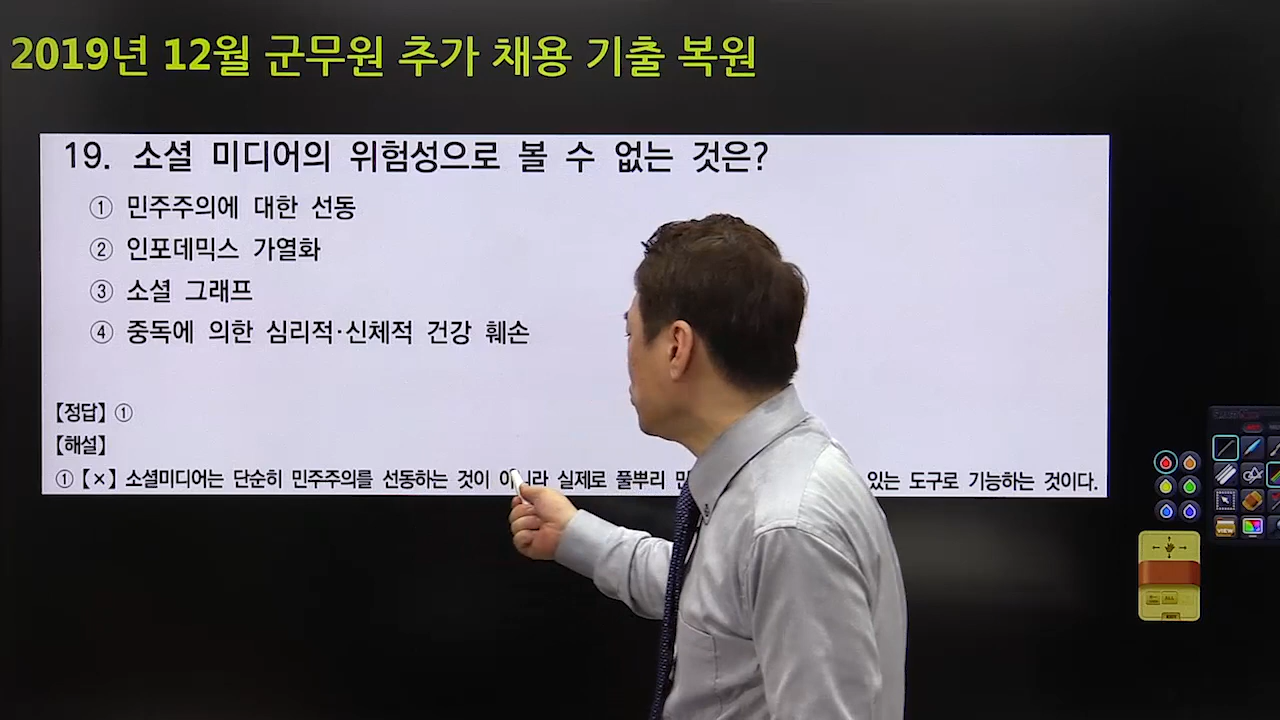 2019년 12월 군무원 추가 채용 기출 복원
19. 소셜 미디어의 위험성으로 볼 수 없는 것은?
① 민주주의에 대한 선동
② 인포데믹스 가열화
③ 소셜 그래프
④ 중독에 의한 심리적·신체적 건강 훼손
【정답】 ①
【해설】
① 【×】 소셜미디어는 단순히 민주주의를 선동하는 것이 아니라 실제로 풀뿌리 있는 도구로 기능하는 것이다.
VIEW
ALL